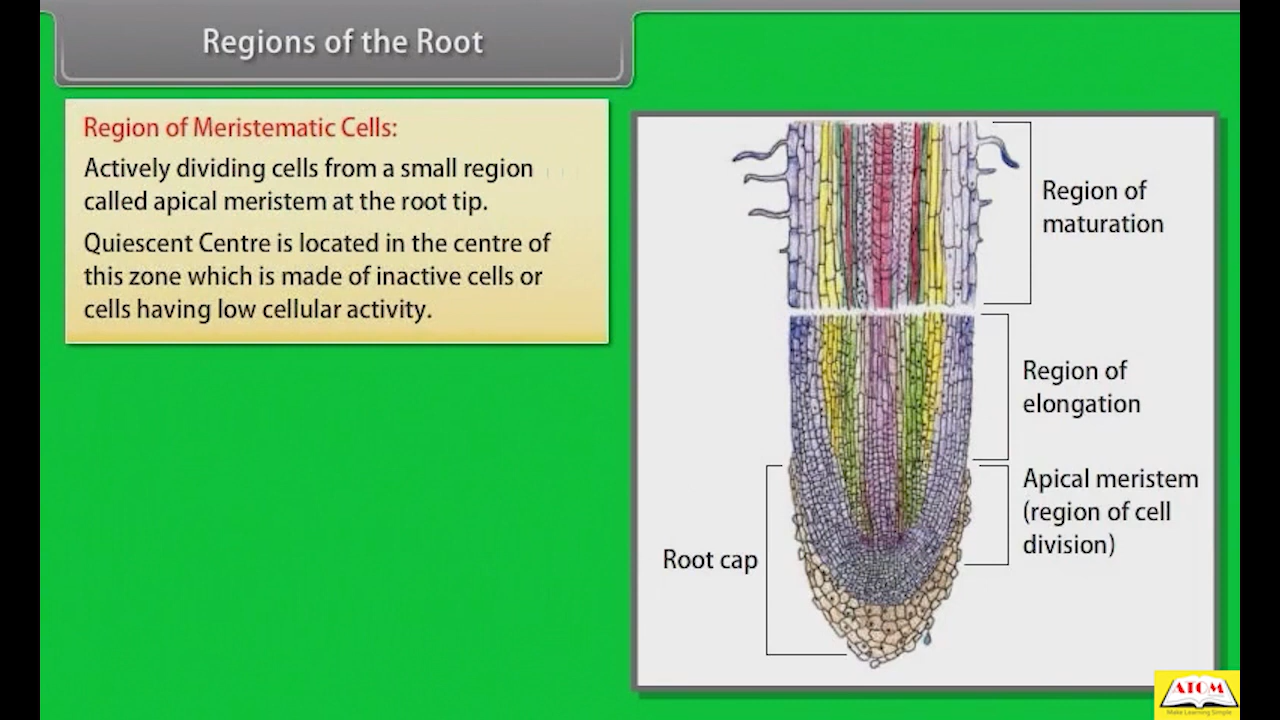 Regions of the Root
Region of Meristematic Cells:
Actively dividing cells from a small region
called apical meristem at the root tip.
Quiescent Centre is located in the centre of
this zone which is made of inactive cells or
cells having low cellular activity.
Region of
maturation
Region of
elongation
Apical meristem
(region of cell
division)
Root cap
ATOM
Make Learning Simple